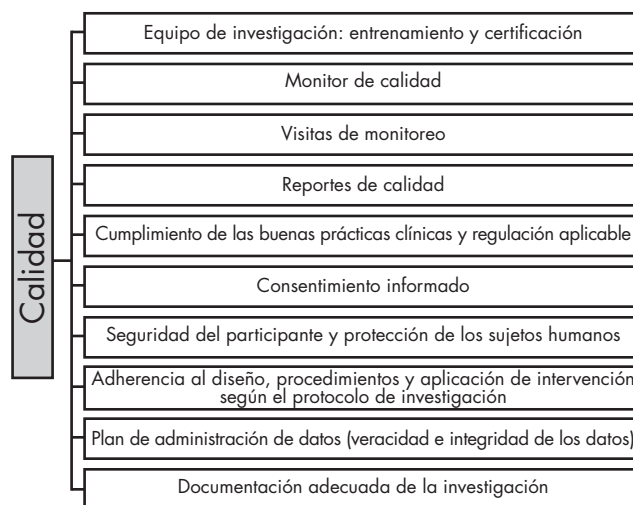 Calidad
Equipo de investigación: entrenamiento y certificación
Monitor de calidad
Visitas de monitoreo
Reportes de calidad
Cumplimiento de las buenas prácticas clínicas y regulación aplicable
Consentimiento informado
Seguridad del participante y protección de los sujetos humanos
Adherencia al diseño, procedimientos y aplicación de intervención
según el protocolo de investigación
Plan de administración de datos (veracidad e integridad de los datos)
Documentación adecuada de la investigación